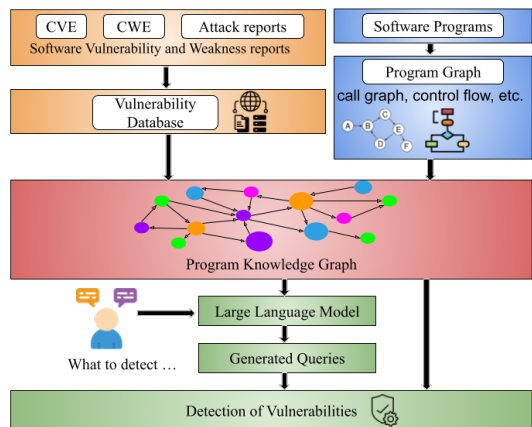 CVE
CWE
Attack reports
Software Vulnerability and Weakness reports
Vulnerability
Database
Software Programs
Program Graph
call graph, control flow, etc.
A
B
C
D
E
F
Program Knowledge Graph
What to detect …
Large Language Model
Generated Queries
Detection of Vulnerabilities